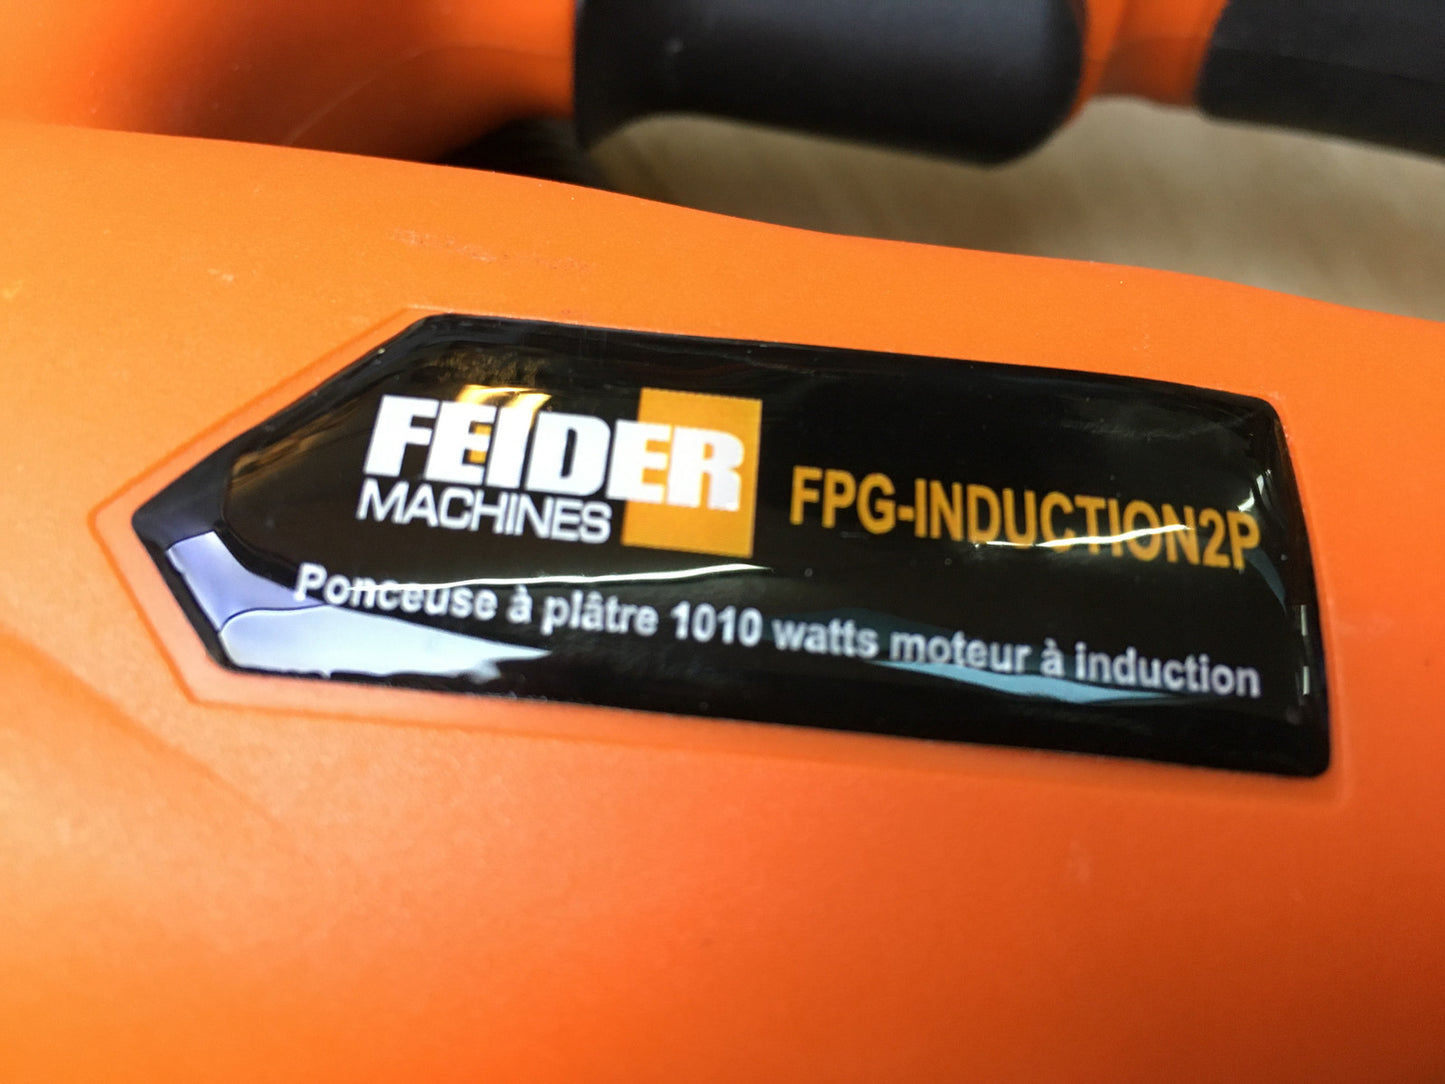 FEIDER
MACHINES
FPG-INDUCTION2P
Ponceuse à plâtre 1010 watts moteur à induction